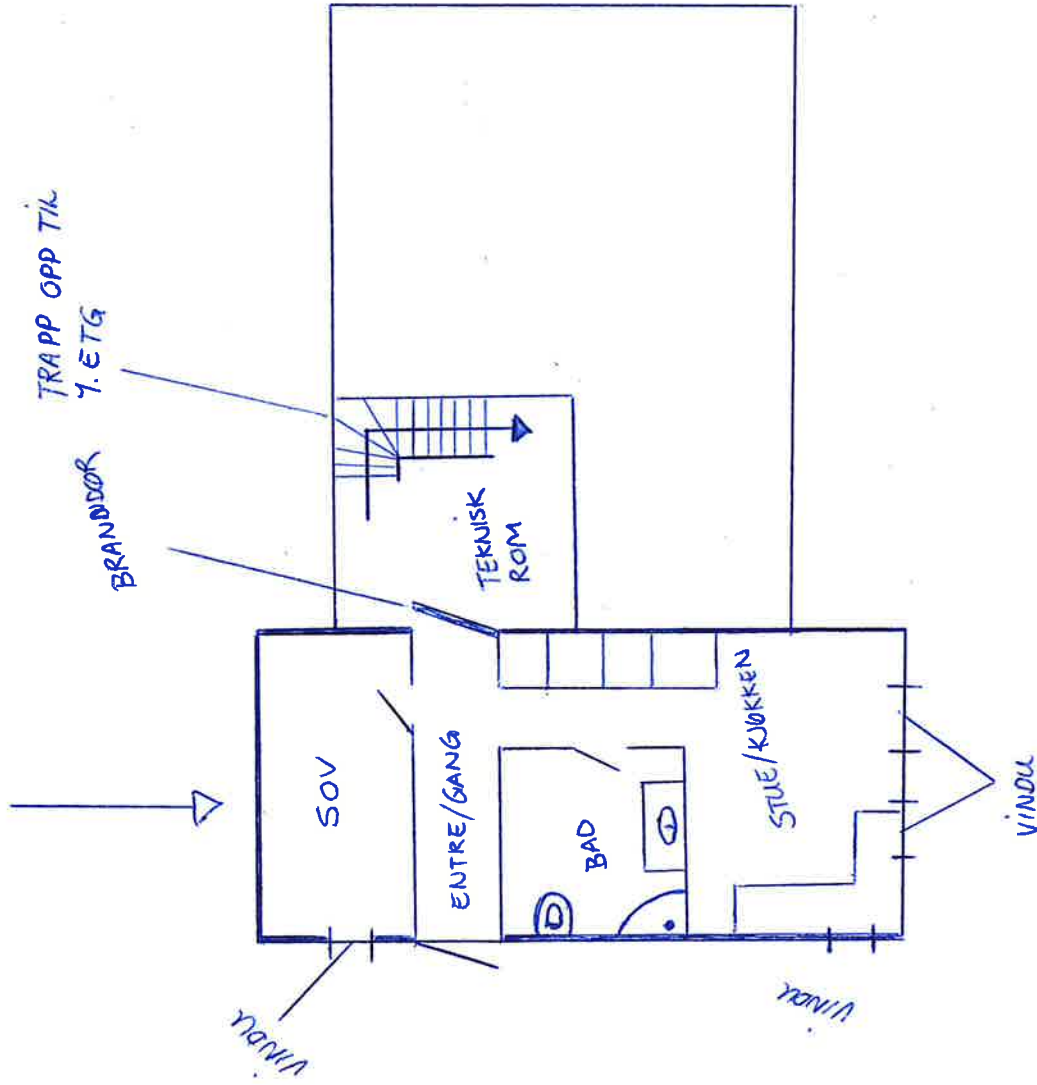 TRAPP OPP TIL
1. ETG
BRANNDØR
TEKNISK
ROM
SOV
ENTRE/GANG
BAD
STUE/KJØKKEN
VINDU
VINDU
VINDU